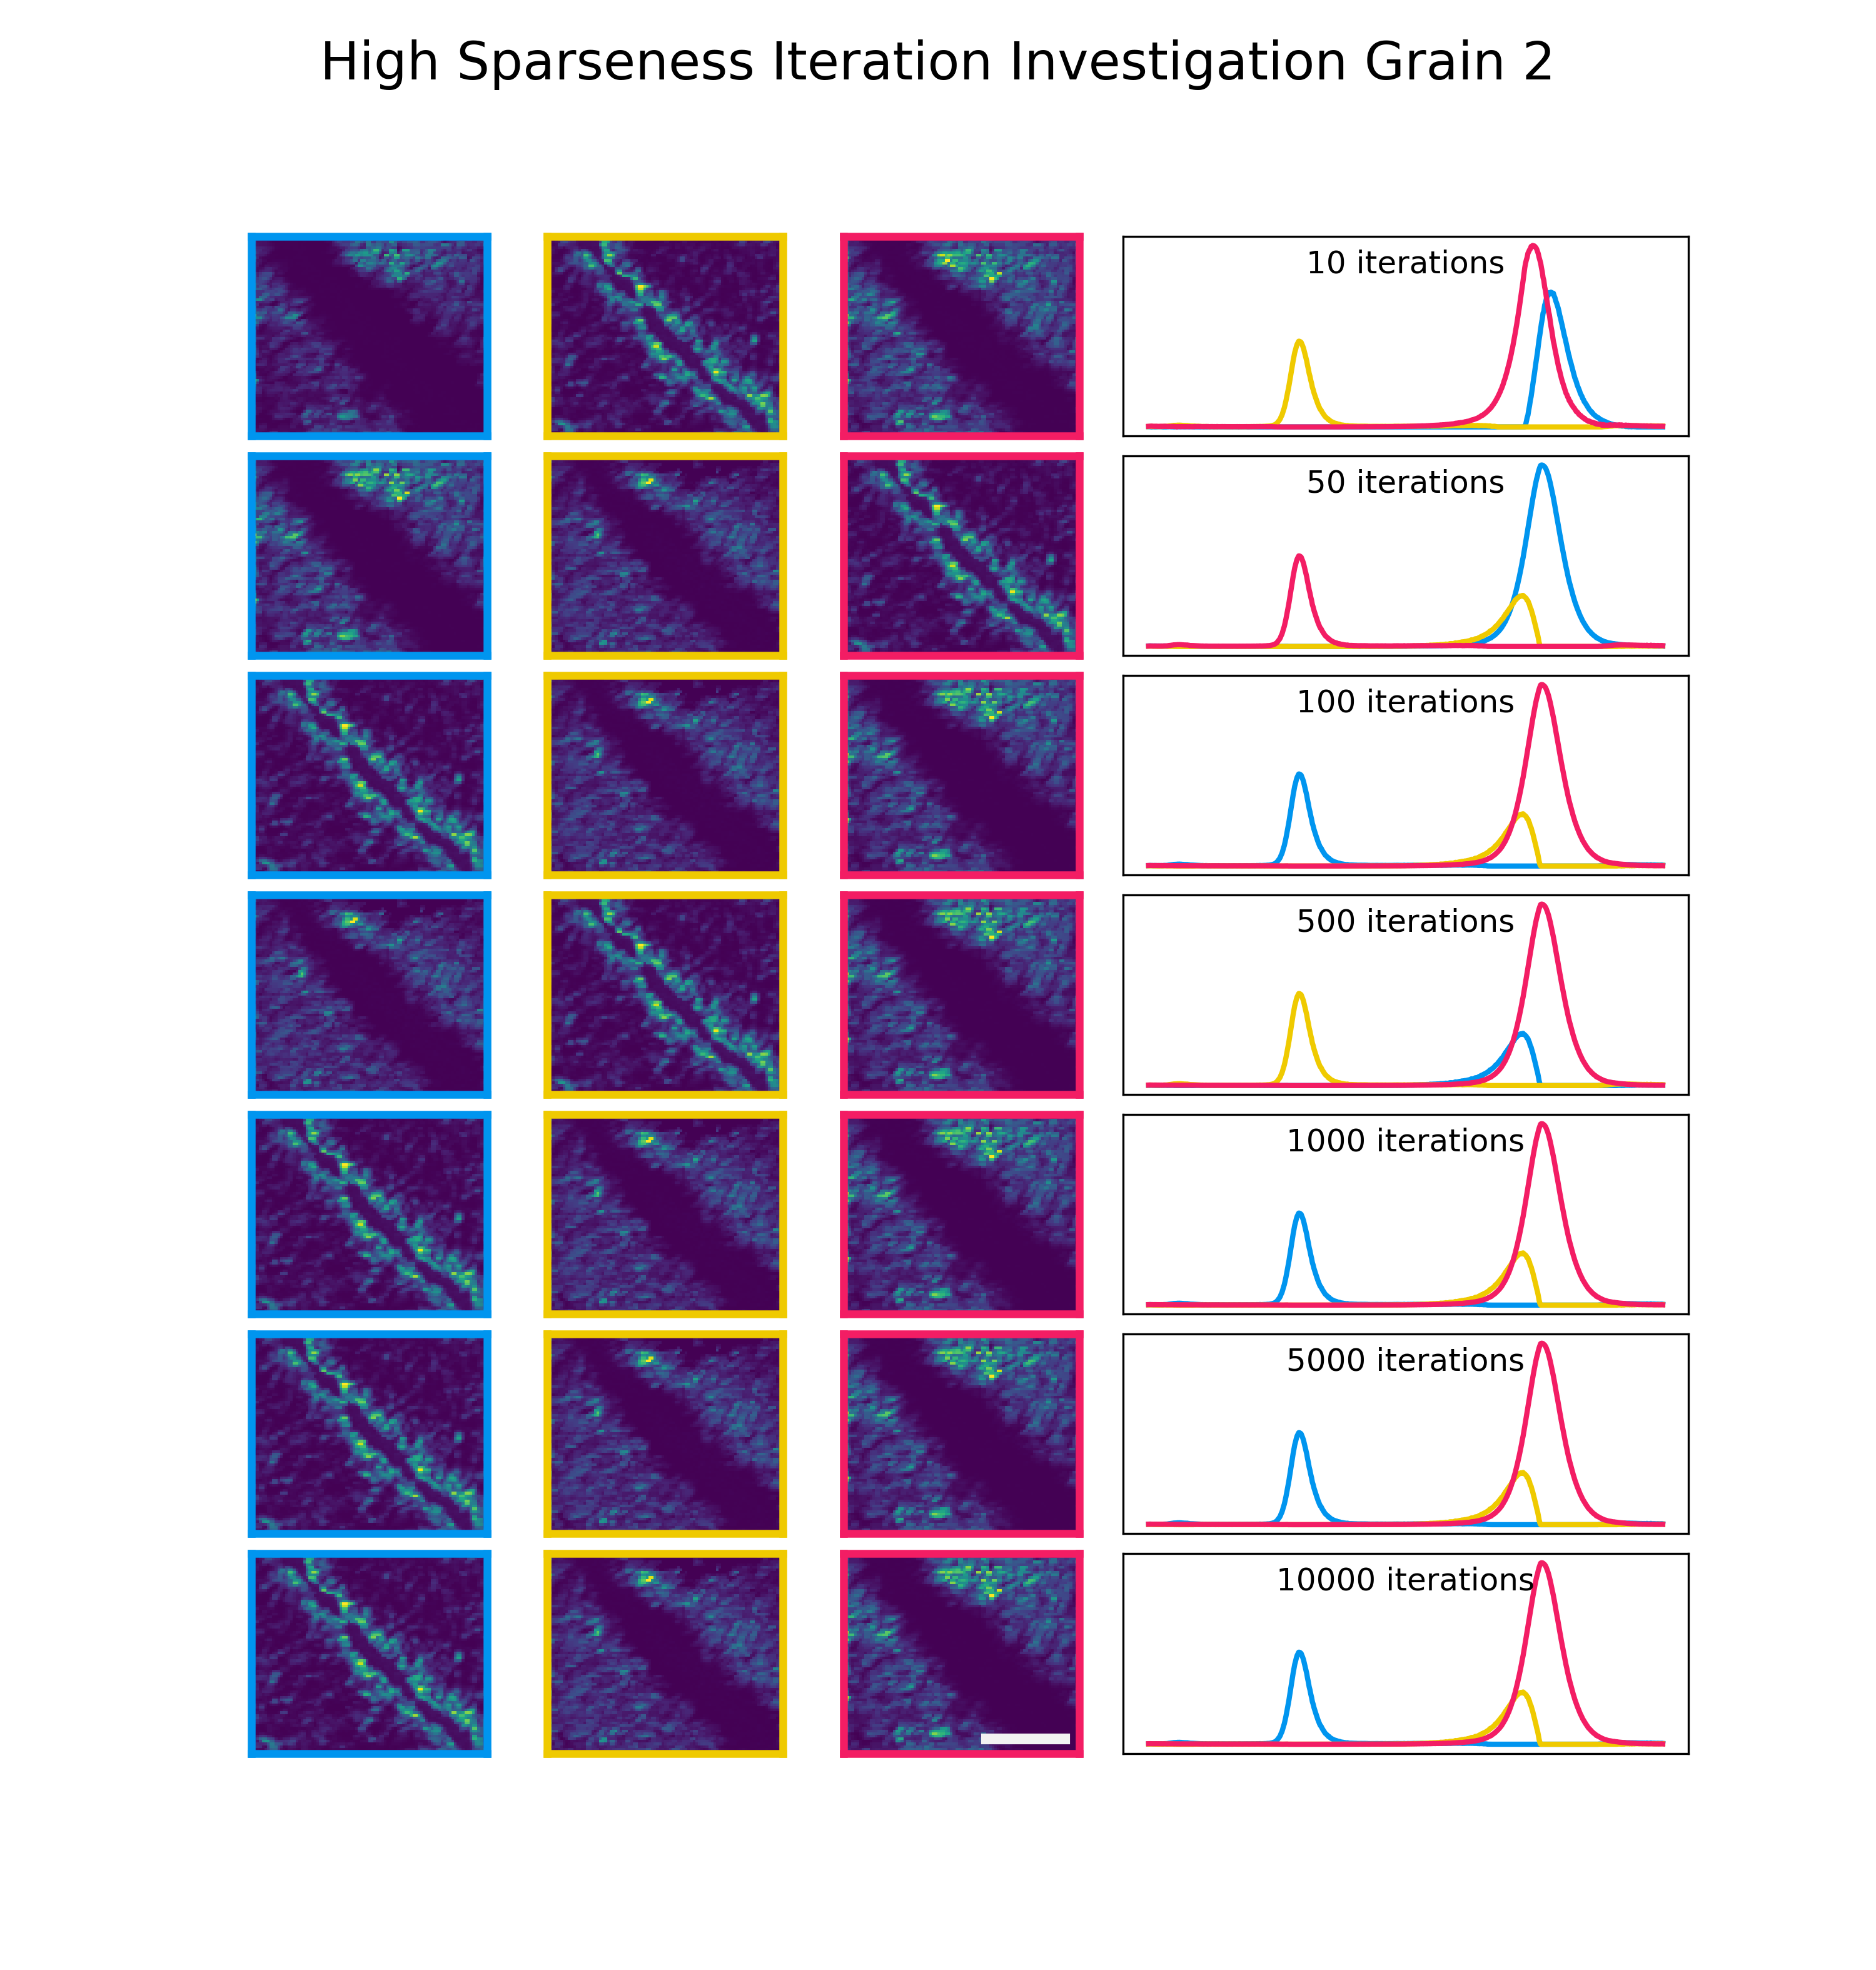 High Sparseness Iteration Investigation Grain 2
10 iterations
50 iterations
100 iterations
500 iterations
1000 iterations
5000 iterations
10000 iterations